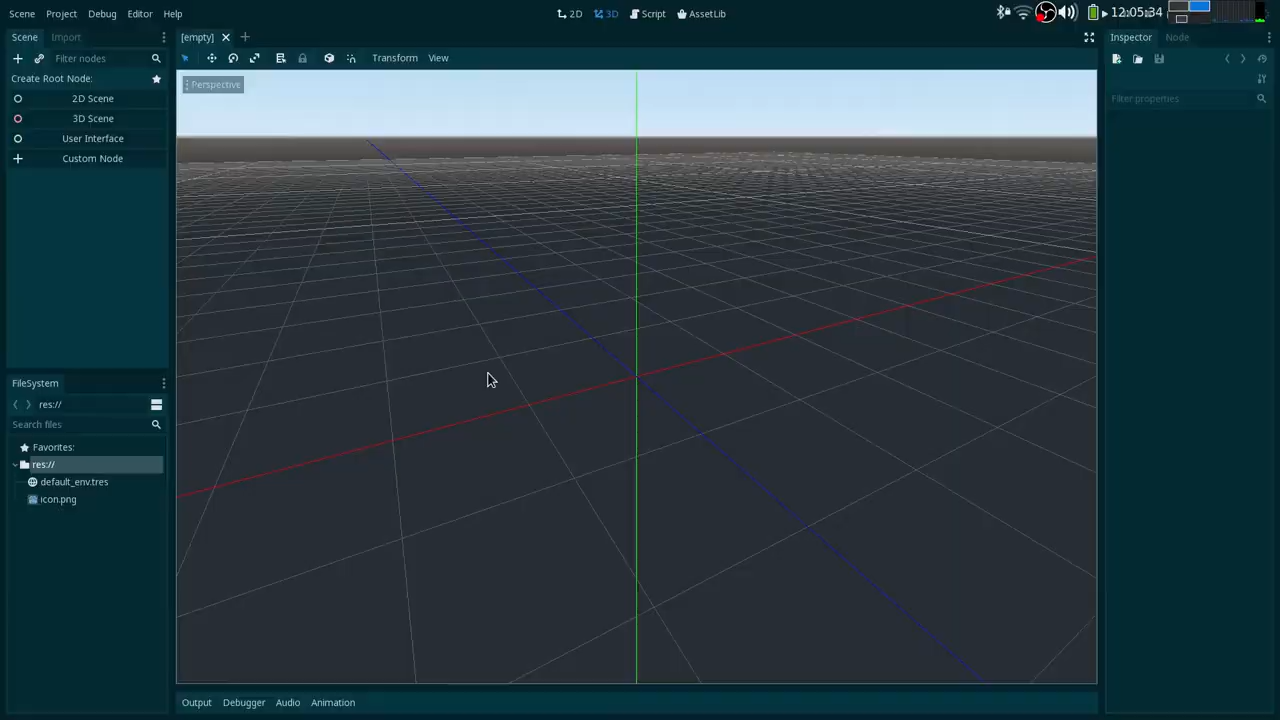 Scene Project Debug Editor Help
2D 3D Script AssetLib
12:05:34
Scene Import
[empty]
Inspector Node
Filter nodes
Transform View
Create Root Node:
Perspective
2D Scene
Filter properties
3D Scene
User Interface
Custom Node
FileSystem
res://
Search files
Favorites:
res://
default_env.tres
icon.png
Output Debugger Audio Animation